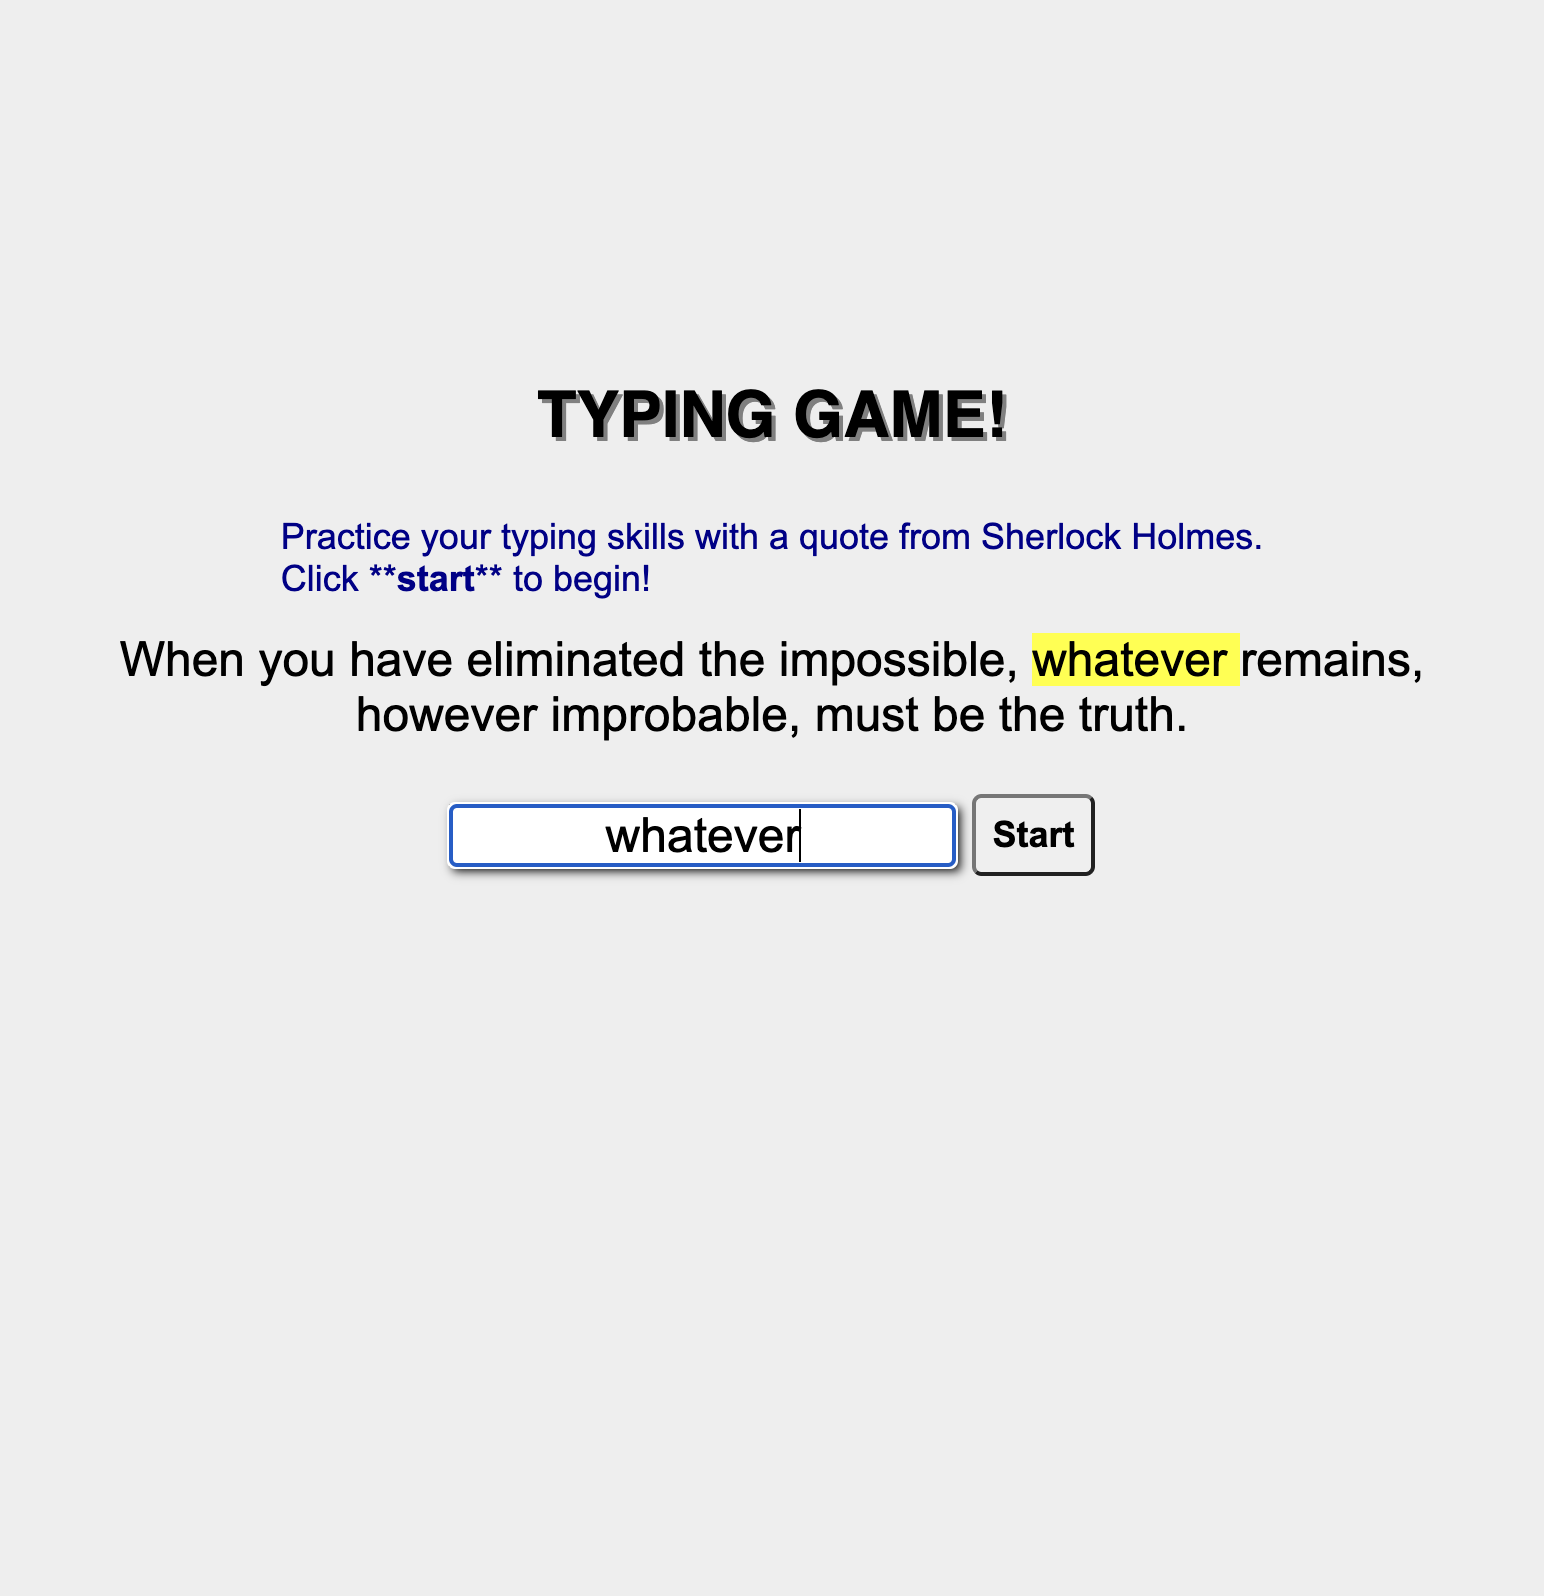 TYPING GAME!
Practice your typing skills with a quote from Sherlock Holmes.
Click **start** to begin!
When you have eliminated the impossible, whatever remains,
however improbable, must be the truth.
whatever
Start